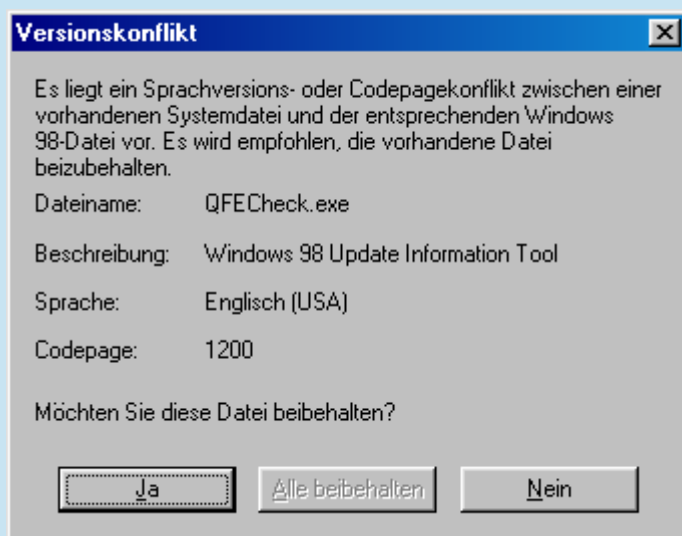 Versionskonflikt
Es liegt ein Sprachversions- oder Codepagekonflikt zwischen einer
vorhandenen Systemdatei und der entsprechenden Windows
98-Datei vor. Es wird empfohlen, die vorhandene Datei
beizubehalten.
Dateiname: QFECheck.exe
Beschreibung: Windows 98 Update Information Tool
Sprache: Englisch (USA)
Codepage: 1200
Möchten Sie diese Datei beibehalten?
Ja Alle beibehalten Nein